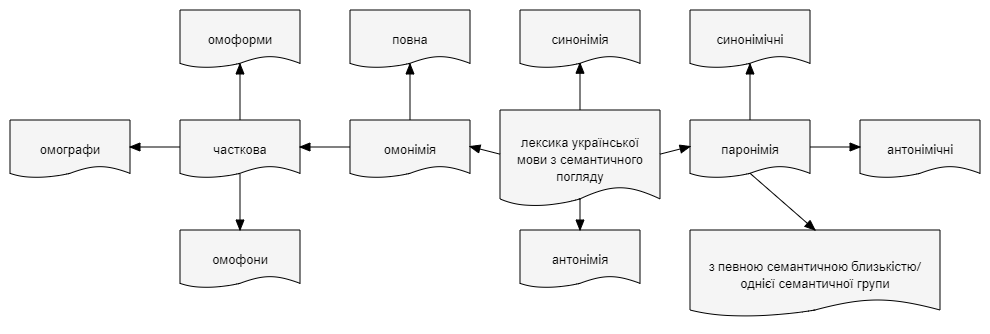 омоформи
повна
синонімія
синонімічні
омографи
часткова
омонімія
лексика української
мови з семантичного
погляду
паронімія
антонімічні
омофони
антонімія
з певною семантичною близькістю/
однієї семантичної групи